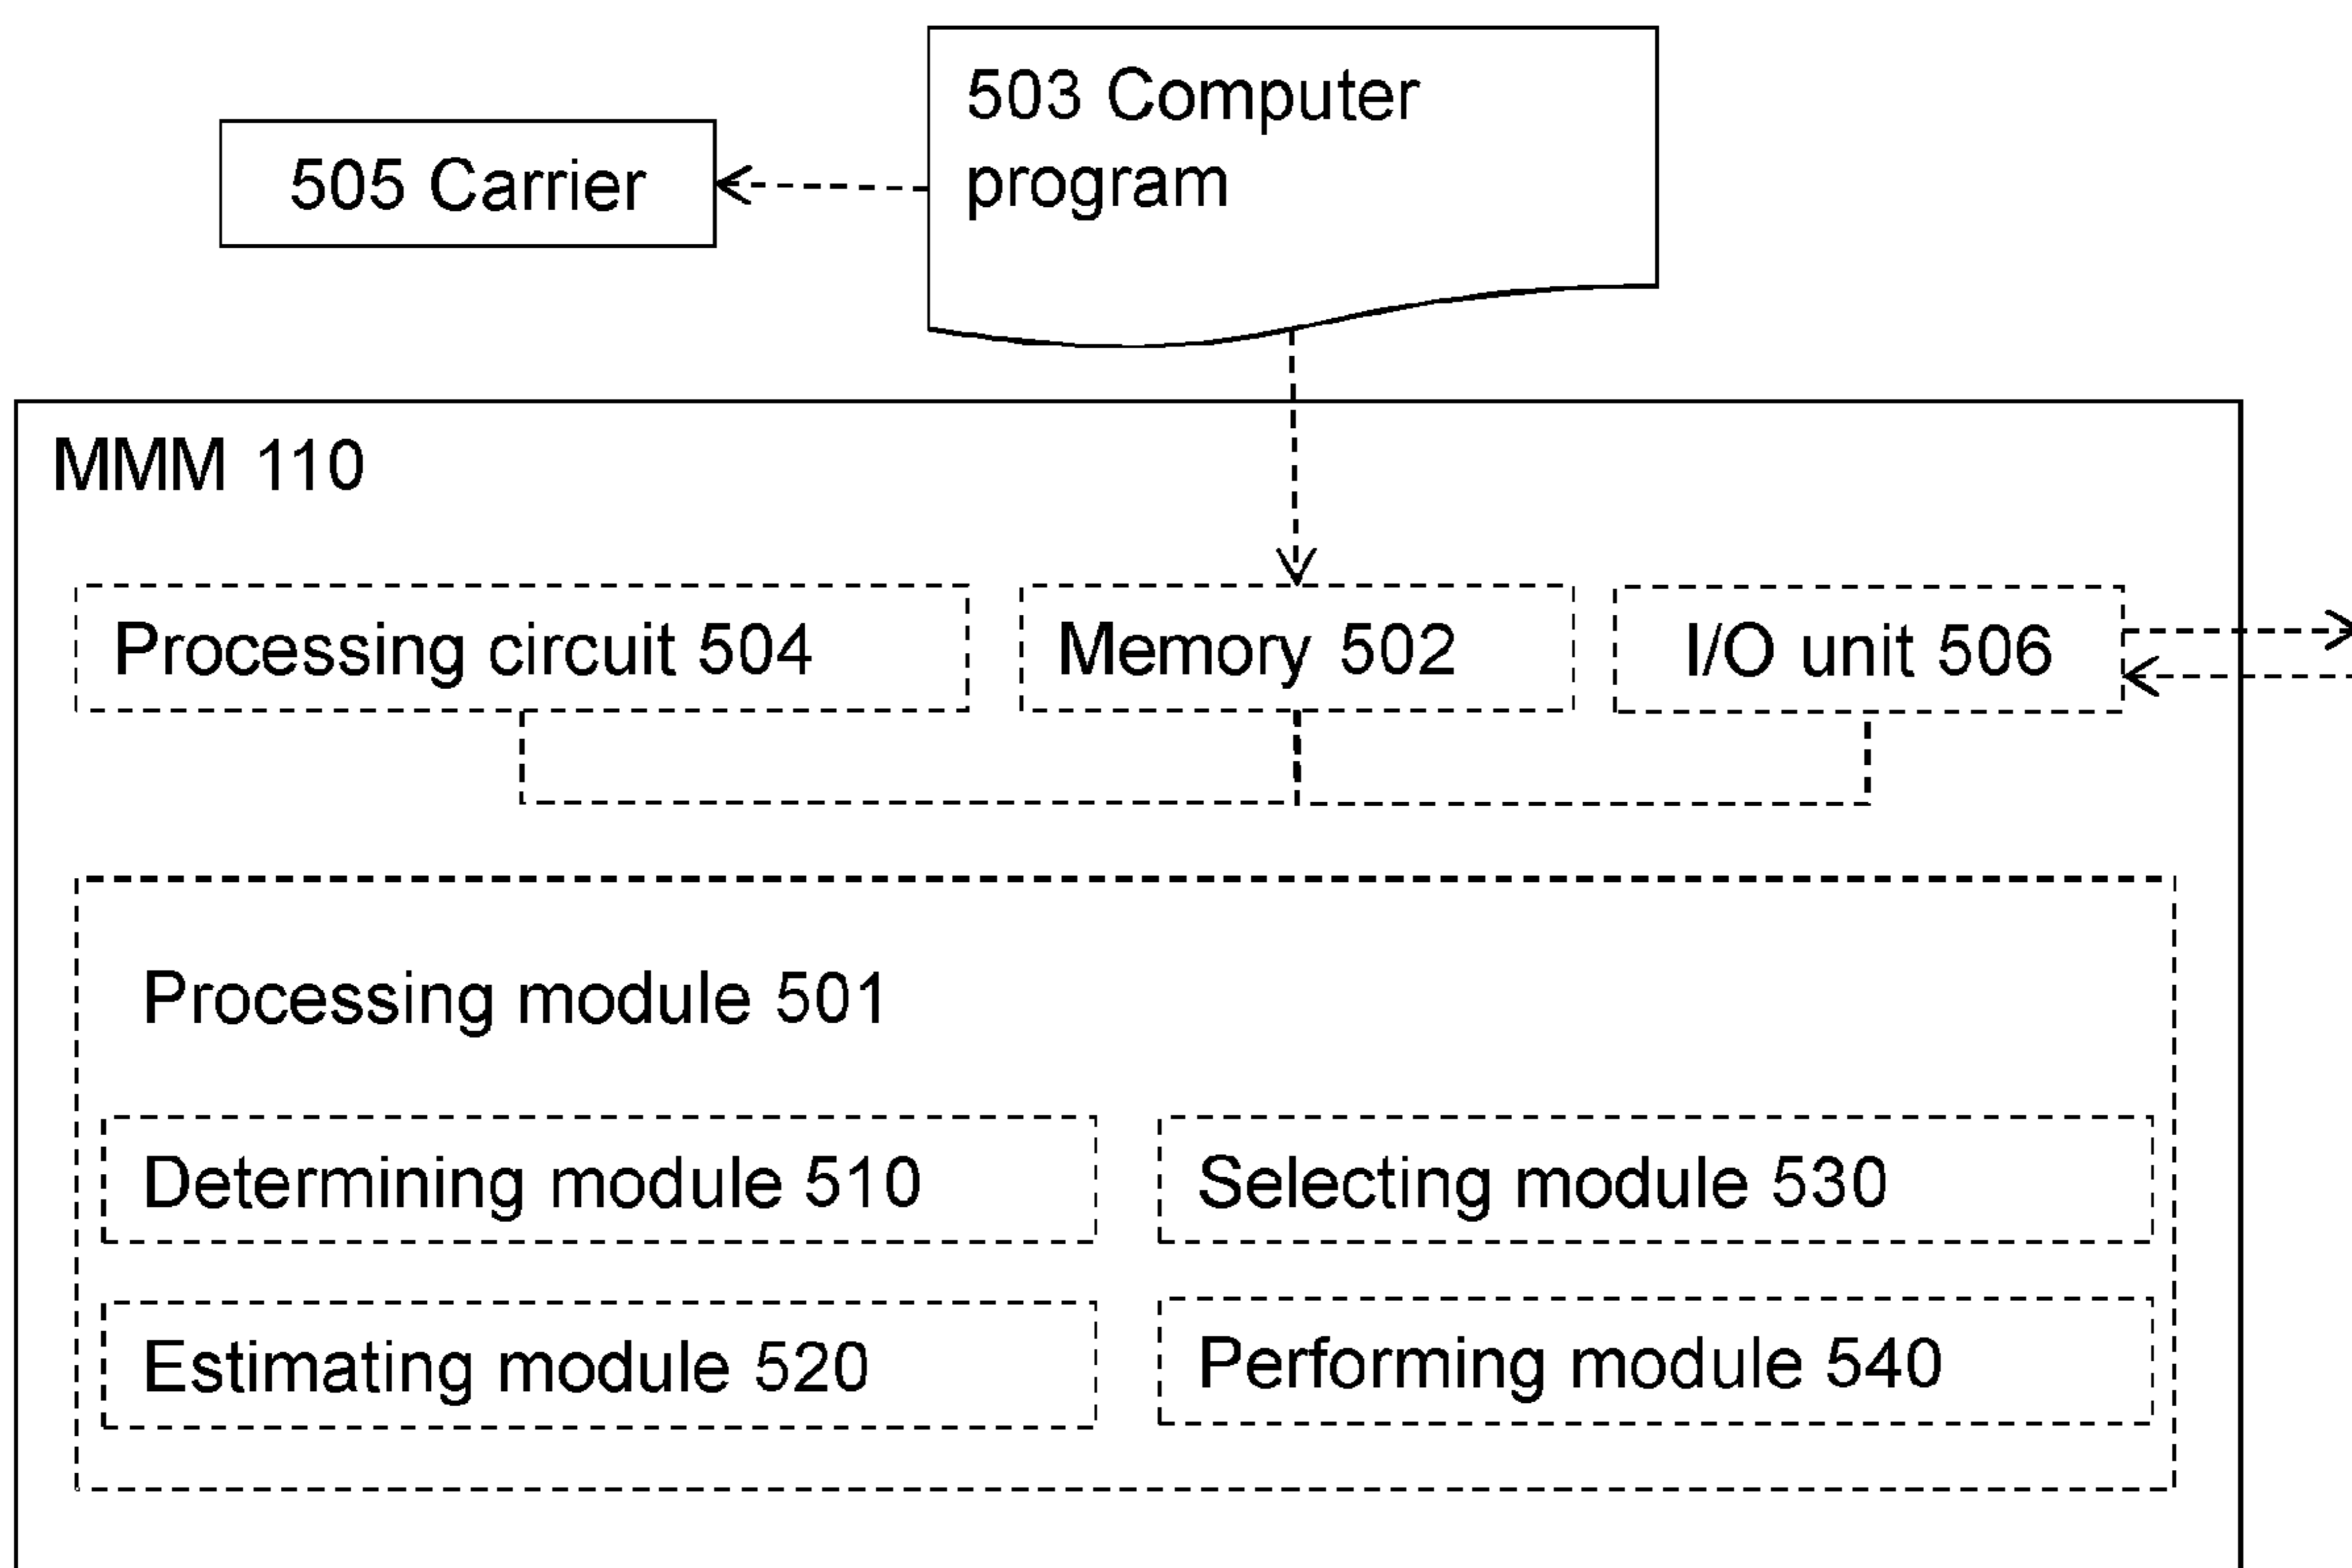 503 Computer
program
505 Carrier
MMM 110
Processing circuit 504
Memory 502
I/O unit 506
Processing module 501
Determining module 510
Selecting module 530
Estimating module 520
Performing module 540